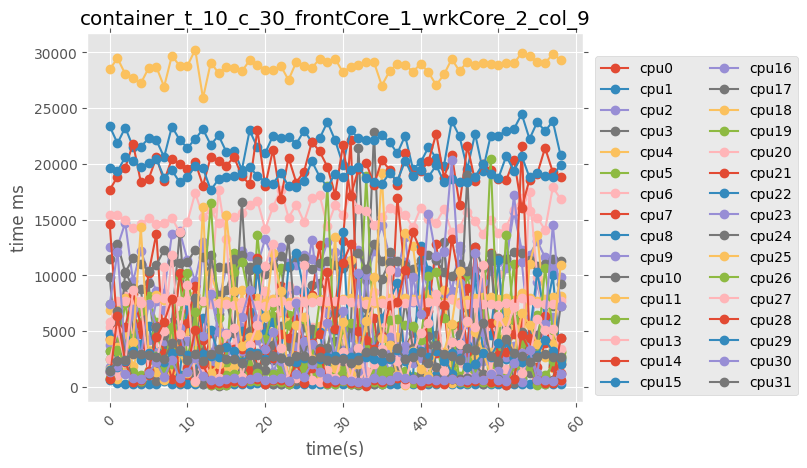 container_t_10_c_30_frontCore_1_wrkCore_2_col_9
time ms
30000
25000
20000
15000
10000
5000
0
0
10
20
30
40
50
60
time(s)
cpu0
cpu1
cpu2
cpu3
cpu4
cpu5
cpu6
cpu7
cpu8
cpu9
cpu10
cpu11
cpu12
cpu13
cpu14
cpu15
cpu16
cpu17
cpu18
cpu19
cpu20
cpu21
cpu22
cpu23
cpu24
cpu25
cpu26
cpu27
cpu28
cpu29
cpu30
cpu31